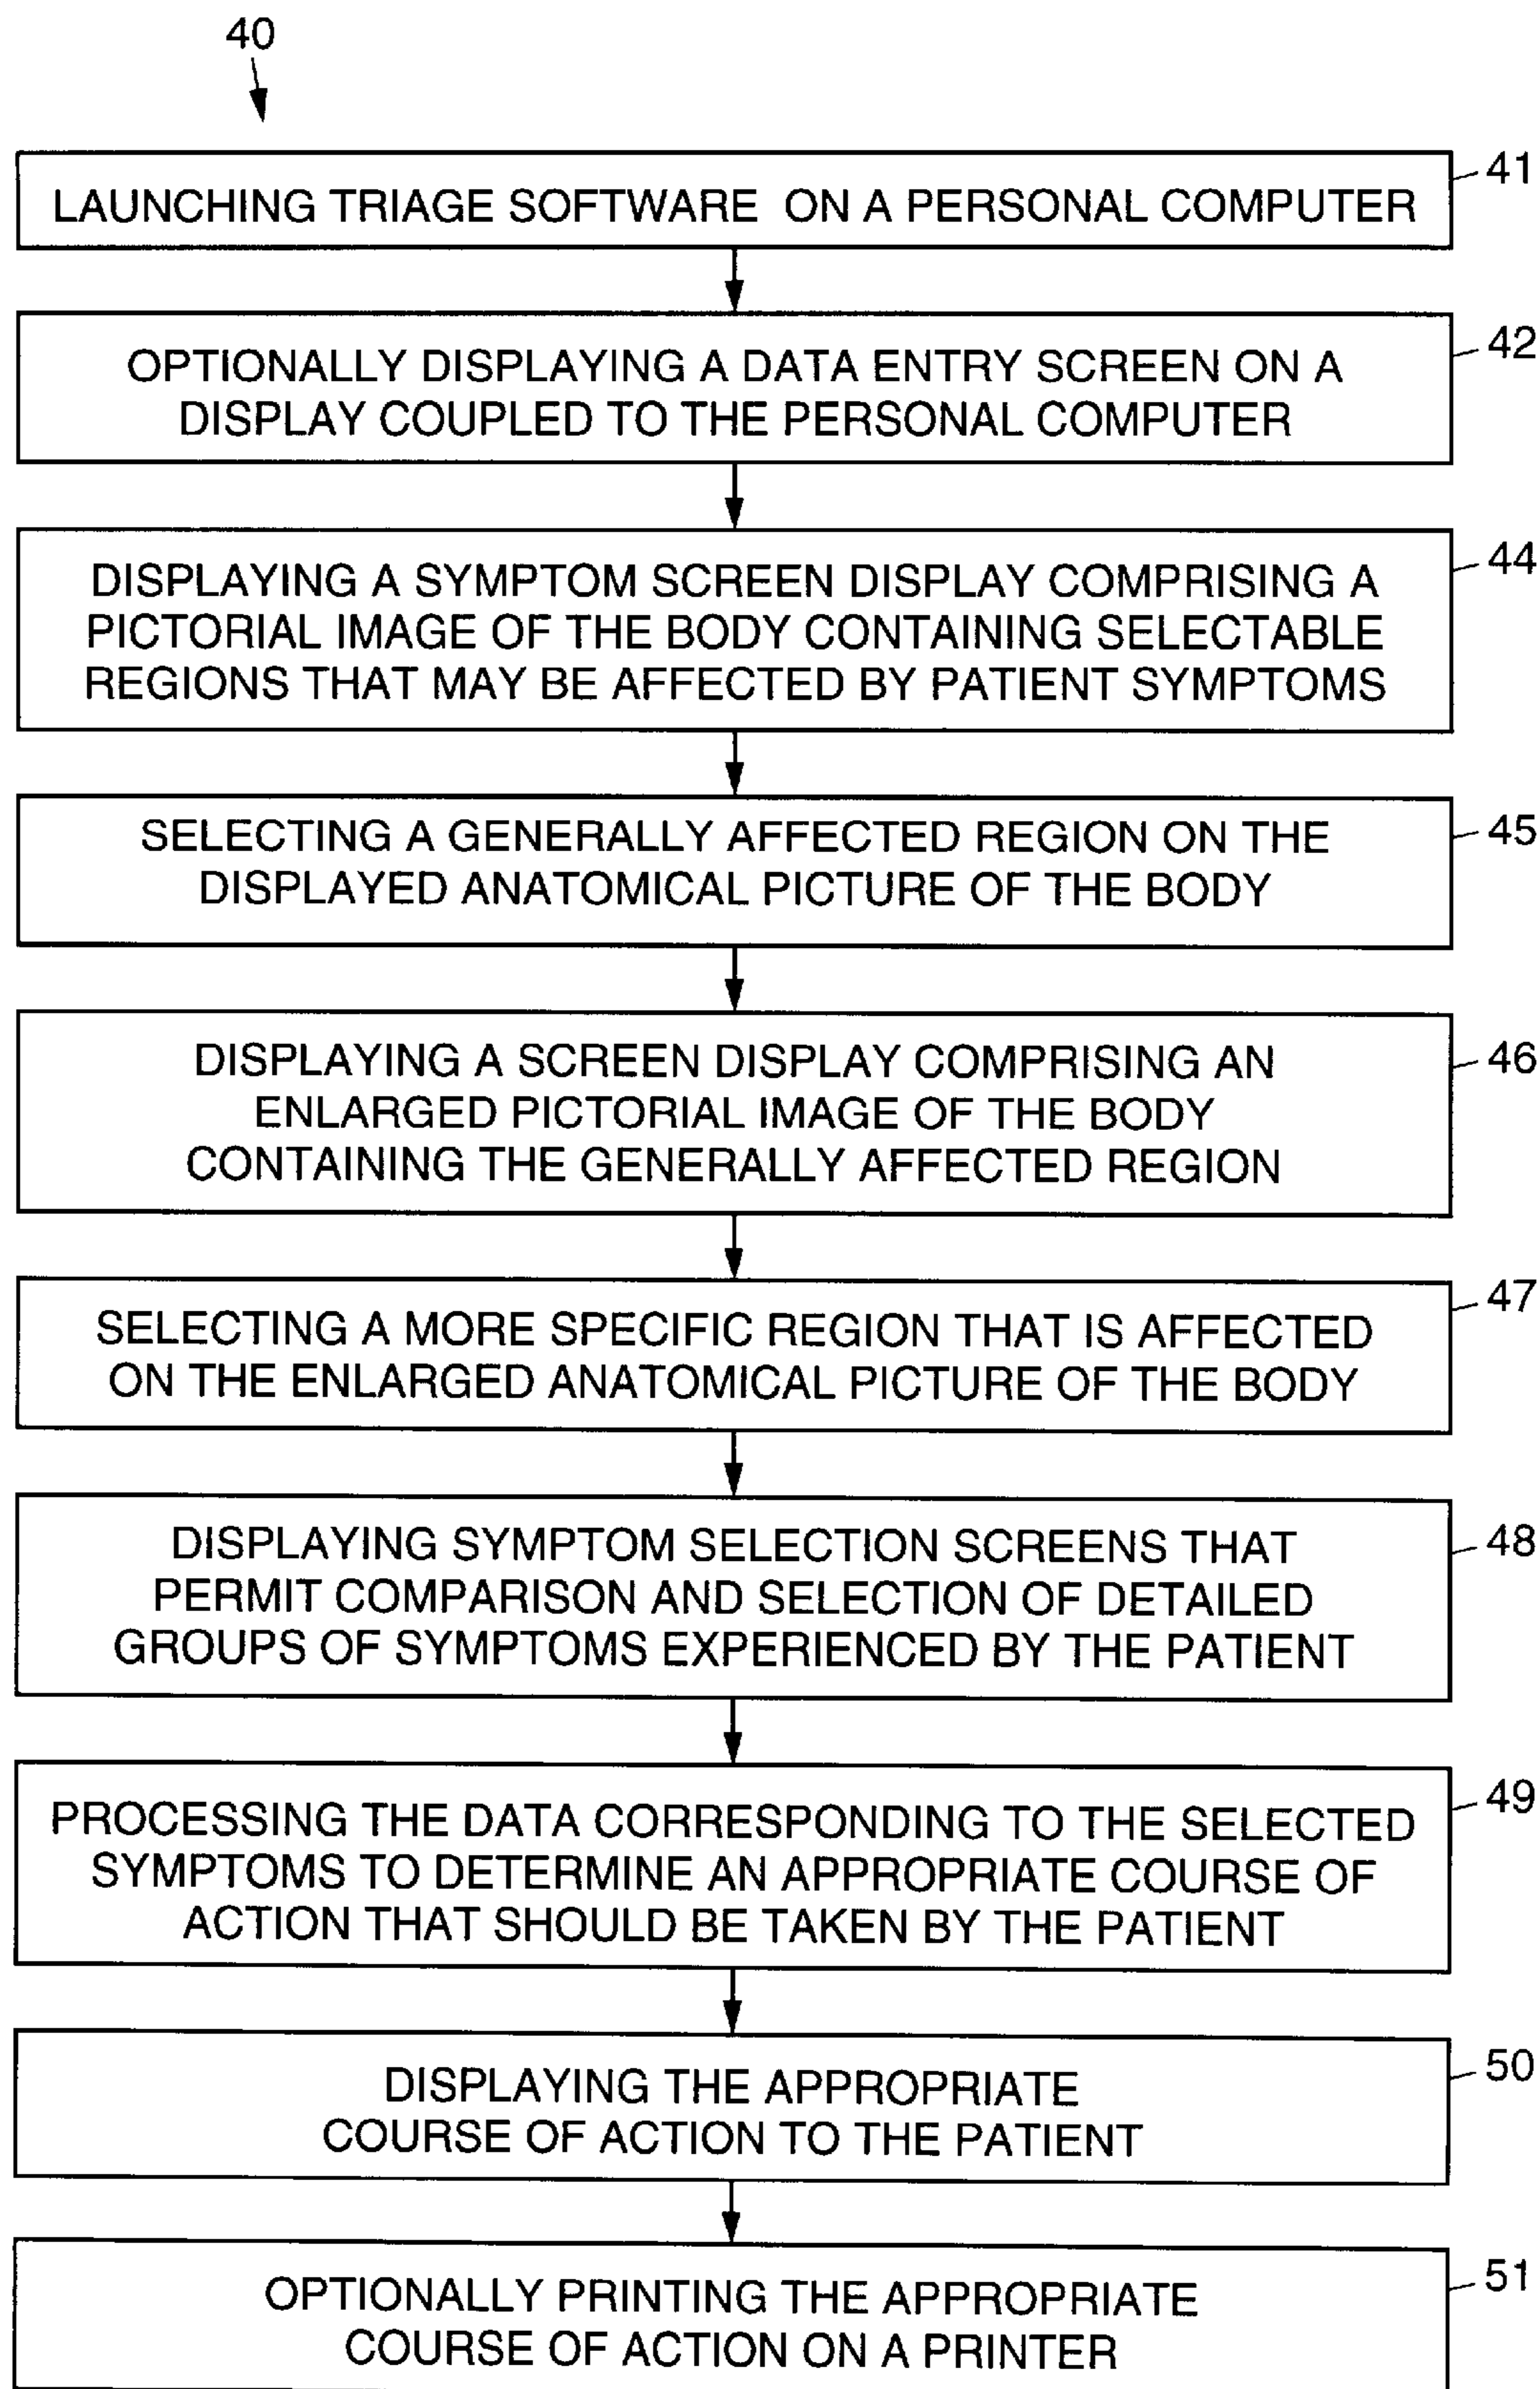 40
41
LAUNCHING TRIAGE SOFTWARE ON A PERSONAL COMPUTER
42
OPTIONALLY DISPLAYING A DATA ENTRY SCREEN ON A
DISPLAY COUPLED TO THE PERSONAL COMPUTER
44
DISPLAYING A SYMPTOM SCREEN DISPLAY COMPRISING A
PICTORIAL IMAGE OF THE BODY CONTAINING SELECTABLE
REGIONS THAT MAY BE AFFECTED BY PATIENT SYMPTOMS
45
SELECTING A GENERALLY AFFECTED REGION ON THE
DISPLAYED ANATOMICAL PICTURE OF THE BODY
46
DISPLAYING A SCREEN DISPLAY COMPRISING AN
ENLARGED PICTORIAL IMAGE OF THE BODY
CONTAINING THE GENERALLY AFFECTED REGION
47
SELECTING A MORE SPECIFIC REGION THAT IS AFFECTED
ON THE ENLARGED ANATOMICAL PICTURE OF THE BODY
48
DISPLAYING SYMPTOM SELECTION SCREENS THAT
PERMIT COMPARISON AND SELECTION OF DETAILED
GROUPS OF SYMPTOMS EXPERIENCED BY THE PATIENT
49
PROCESSING THE DATA CORRESPONDING TO THE SELECTED
SYMPTOMS TO DETERMINE AN APPROPRIATE COURSE OF
ACTION THAT SHOULD BE TAKEN BY THE PATIENT
50
DISPLAYING THE APPROPRIATE
COURSE OF ACTION TO THE PATIENT
51
OPTIONALLY PRINTING THE APPROPRIATE
COURSE OF ACTION ON A PRINTER